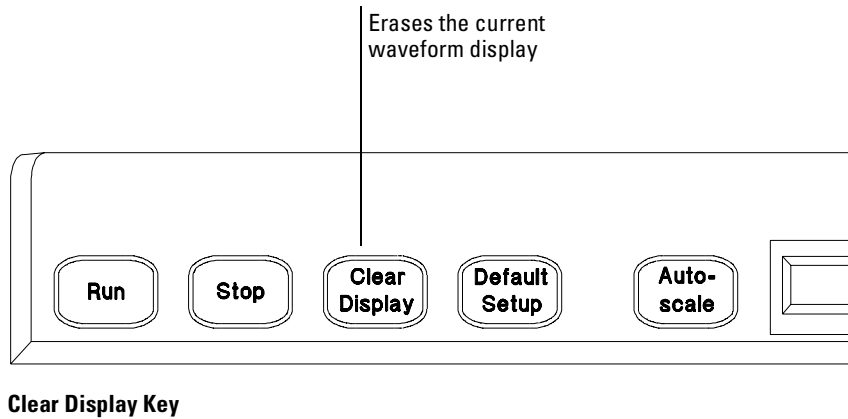 Erases the current
waveform display
Run
Stop
Clear
Display
Default
Setup
Auto-
scale
Clear Display Key